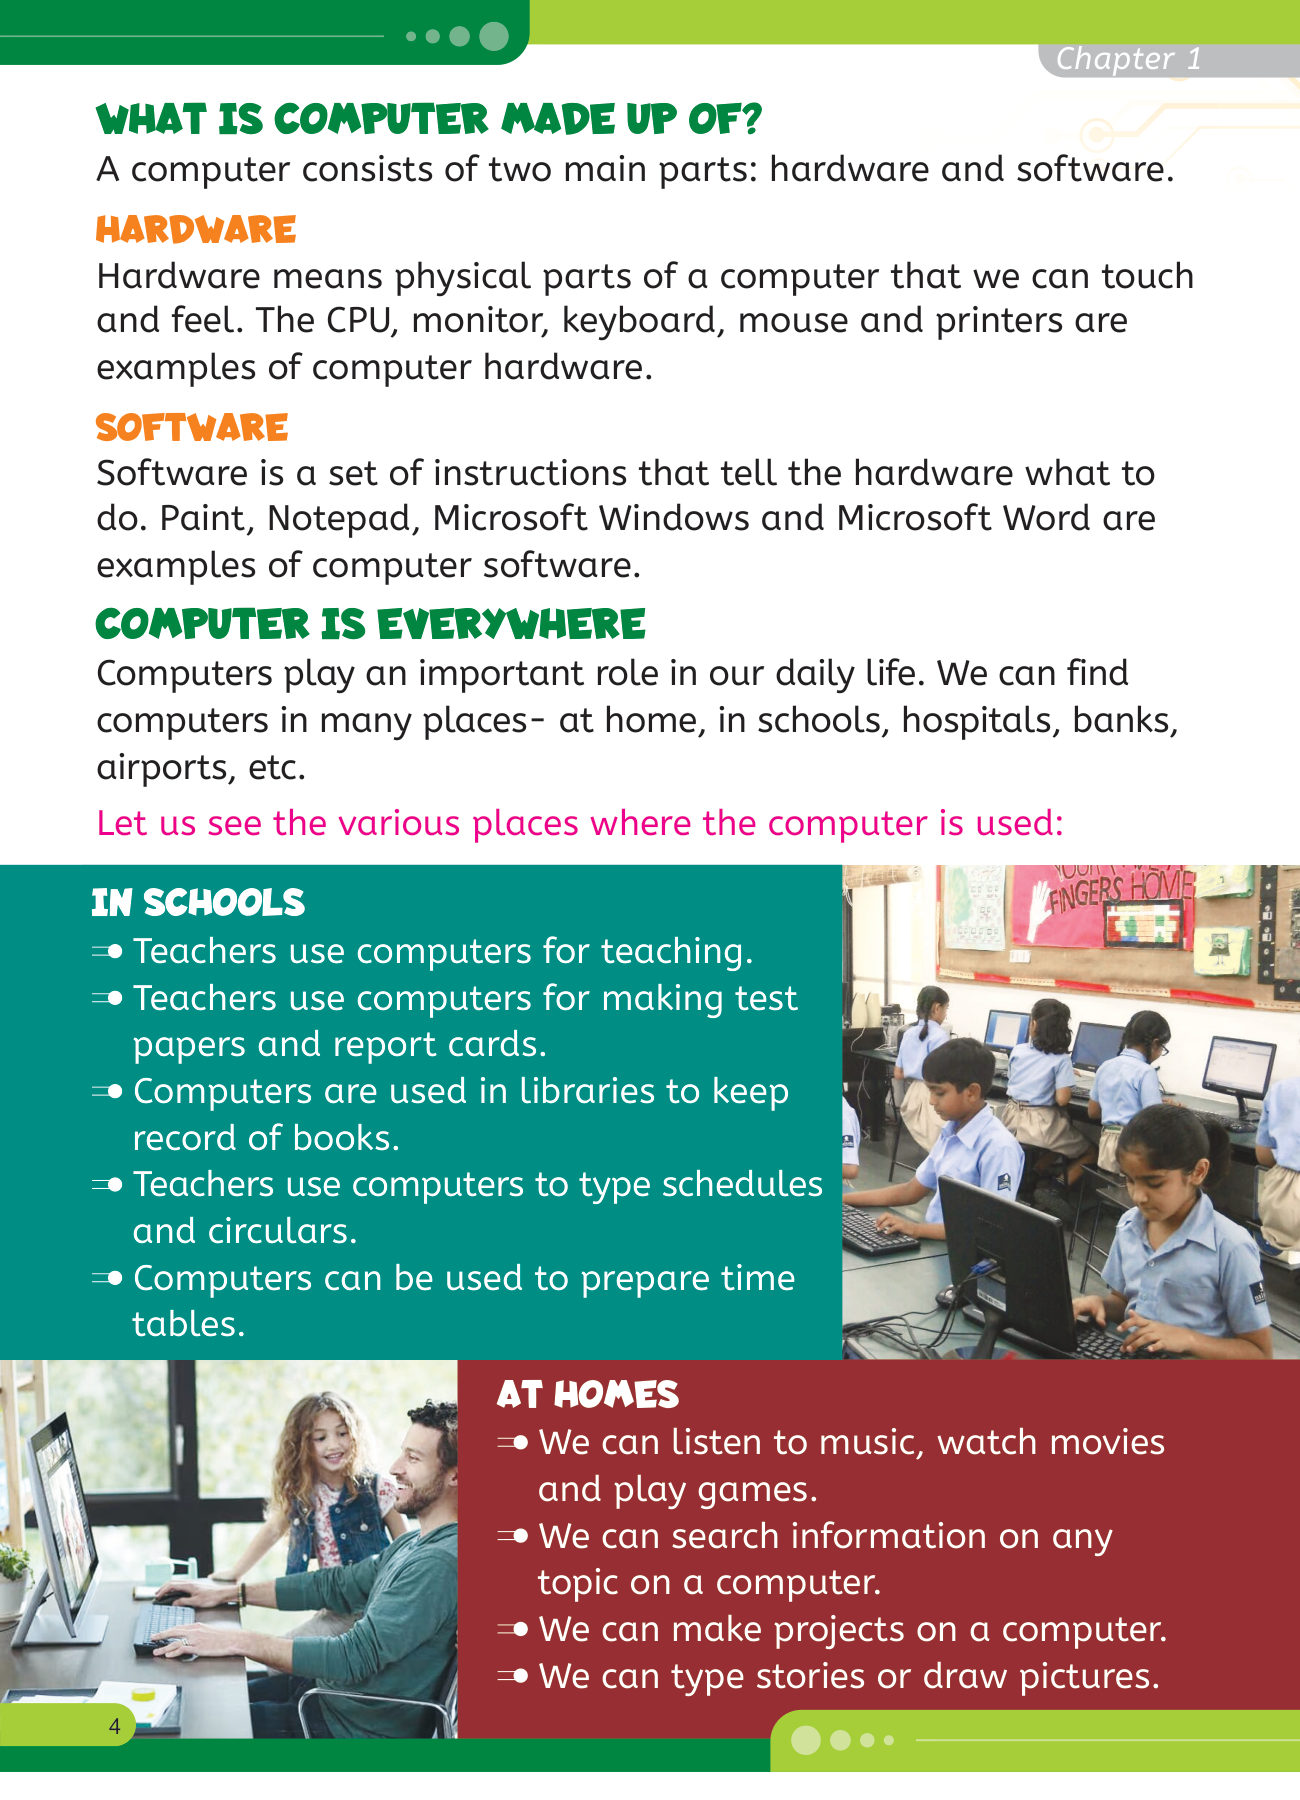 Chapter 1
WHAT IS COMPUTER MADE UP OF?
A computer consists of two main parts: hardware and software.
HARDWARE
Hardware means physical parts of a computer that we can touch
and feel. The CPU, monitor, keyboard, mouse and printers are
examples of computer hardware.
SOFTWARE
Software is a set of instructions that tell the hardware what to
do. Paint, Notepad, Microsoft Windows and Microsoft Word are
examples of computer software.
COMPUTER IS EVERYWHERE
Computers play an important role in our daily life. We can find
computers in many places- at home, in schools, hospitals, banks,
airports, etc.
Let us see the various places where the computer is used:
IN SCHOOLS
Teachers use computers for teaching.
Teachers use computers for making test
papers and report cards.
Computers are used in libraries to keep
record of books.
Teachers use computers to type schedules
and circulars.
Computers can be used to prepare time
tables.
FINGERS HOME
AT HOMES
We can listen to music, watch movies
and play games.
We can search information on any
topic on a computer.
We can make projects on a computer.
We can type stories or draw pictures.
4